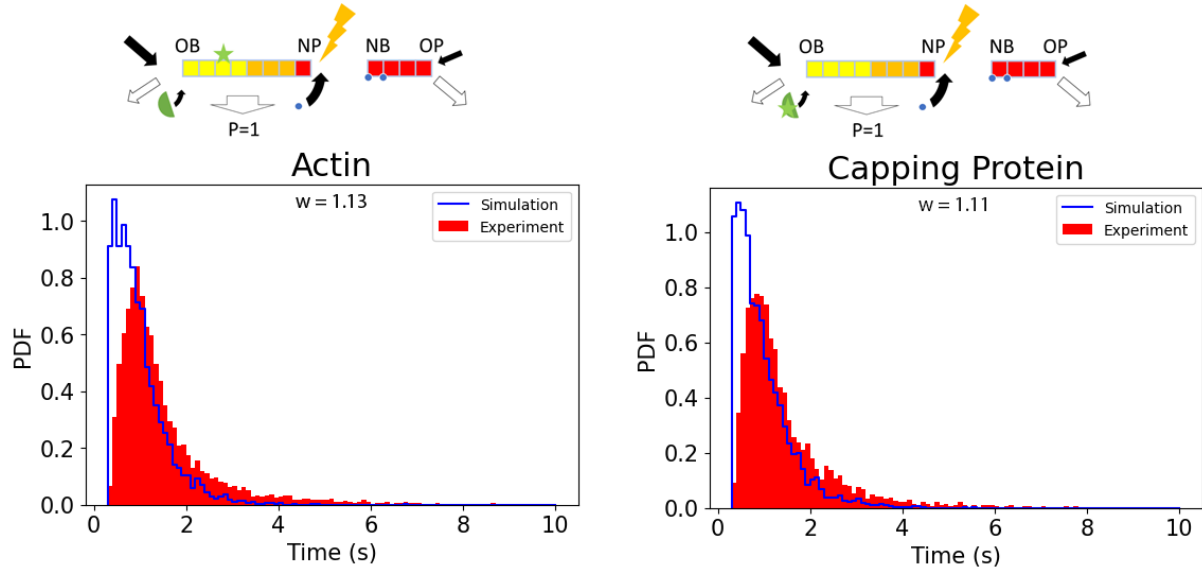 OB NP NB OP
P=1
OB NP NB OP
P=1
Actin
w = 1.13
Simulation
Experiment
PDF
1.0
0.8
0.6
0.4
0.2
0.0
0 2 4 6 8 10
Time (s)
Capping Protein
w = 1.11
Simulation
Experiment
PDF
1.0
0.8
0.6
0.4
0.2
0.0
0 2 4 6 8 10
Time (s)